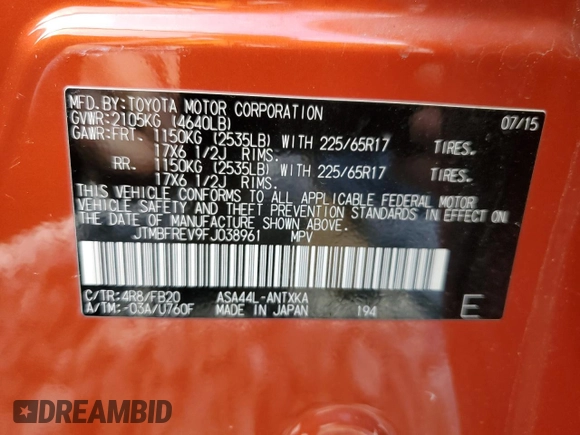 MFD.BY:TOYOTA MOTOR CORPORATION 07/15
GVWR:2105KG (4640LB)
GAWR:FRT. 1150KG (2535LB) WITH 225/65R17 TIRES.
17X6 1/2J RIMS.
RR. 1150KG (2535LB) WITH 225/65R17 TIRES.
17X6 1/2J RIMS.
THIS VEHICLE CONFORMS TO ALL APPLICABLE FEDERAL MOTOR
VEHICLE SAFETY AND THEFT PREVENTION STANDARDS IN EFFECT
ON THE DATE OF MANUFACTURE SHOWN ABOVE.
JTMBFREV9FJ038961 MPV
C/TR:4R8/FB20 ASA44L-ANTXKA
A/TM:-03A/U760F MADE IN JAPAN 194 E
DREAMBID